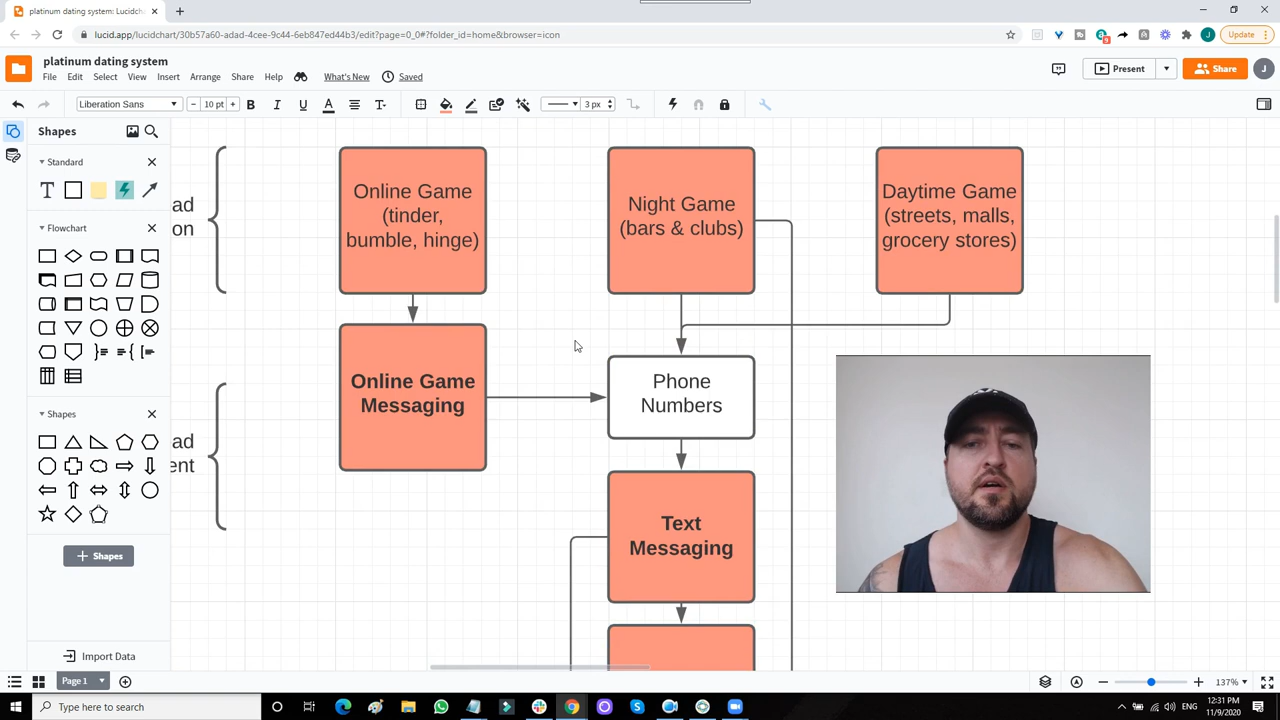 platinum dating system: Lucidch
lucid.app/lucidchart/30b57a60-adad-4cee-9c44-6eb847ed44b3/edit?page=0_0#?folder_id=home&browser=icon
9
J
Update
platinum dating system
File Edit Select View Insert Arrange Share Help What's New Saved
Present
Share
J
Liberation Sans
10 pt
B I U A T
3 px
Shapes
Standard
T
Flowchart
Shapes
Shapes
Import Data
ad
on
ad
ent
Online Game
(tinder,
bumble, hinge)
Night Game
(bars & clubs)
Daytime Game
(streets, malls,
grocery stores)
Online Game
Messaging
Phone
Numbers
Text
Messaging
Page 1
137%
Type here to search
ENG
12:31 PM
11/9/2020